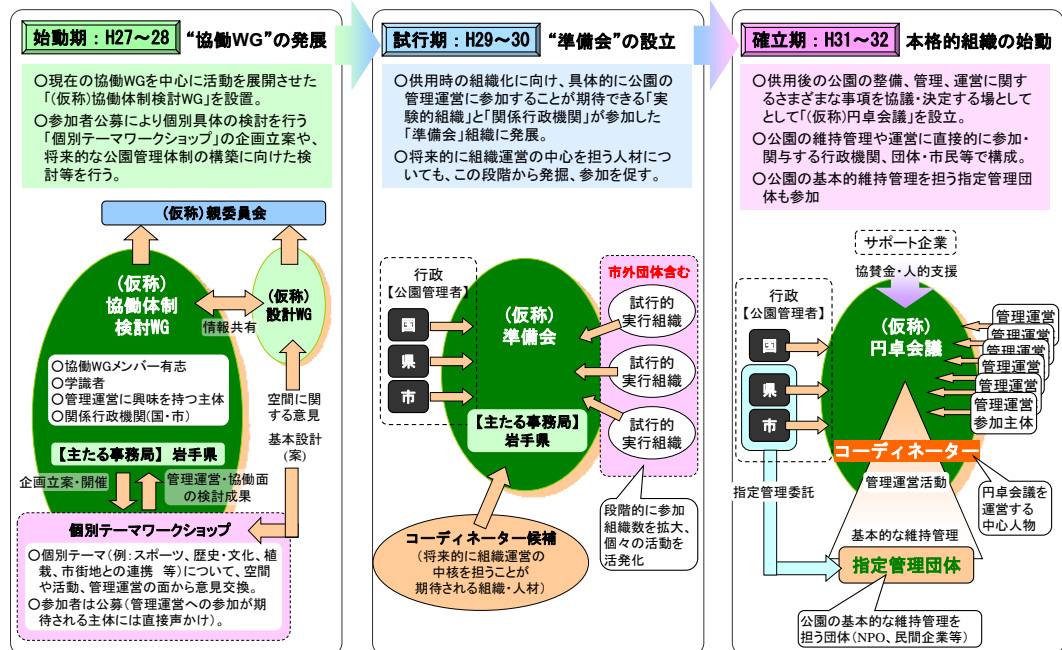 始動期：H27～28
“協働WG”の発展
○現在の協働WGを中心に活動を展開させた
「(仮称)協働体制検討WG」を設置。
○参加者公募により個別具体の検討を行う
「個別テーマワークショップ」の企画立案や、
将来的な公園管理体制の構築に向けた検
討等を行う。
(仮称)親委員会
(仮称)
協働体制
検討WG
(仮称)
設計WG
情報共有
○協働WGメンバー有志
○学識者
○管理運営に興味を持つ主体
○関係行政機関(国・市)
空間に関
する意見
基本設計
(案)
【主たる事務局】岩手県
企画立案・開催
管理運営・協働面
の検討成果
個別テーマワークショップ
○個別テーマ(例：スポーツ、歴史・文化、植
栽、市街地との連携 等)について、空間
や活動、管理運営の面から意見交換。
○参加者は公募(管理運営への参加が期
待される主体には直接声かけ)。
試行期：H29～30
“準備会”の設立
○供用時の組織化に向け、具体的に公園の
管理運営に参加することが期待できる「実
験的組織」と「関係行政機関」が参加した
「準備会」組織に発展。
○将来的に組織運営の中心を担う人材につ
いても、この段階から発掘、参加を促す。
行政
【公園管理者】
国
県
市
(仮称)
準備会
【主たる事務局】
岩手県
市外団体含む
試行的
実行組織
試行的
実行組織
試行的
実行組織
段階的に参加
組織数を拡大、
個々の活動を
活発化
コーディネーター候補
(将来的に組織運営の
中核を担うことが
期待される組織・人材)
確立期：H31～32
本格的組織の始動
○供用後の公園の整備、管理、運営に関す
るさまざまな事項を協議・決定する場として
として「(仮称)円卓会議」を設立。
○公園の維持管理や運営に直接的に参加・
関与する行政機関、団体・市民等で構成。
○公園の基本的維持管理を担う指定管理団
体も参加
サポート企業
協賛金・人的支援
行政
【公園管理者】
国
県
市
(仮称)
円卓会議
管理運営
管理運営
管理運営
管理運営
管理運営
管理運営
参加主体
コーディネーター
管理運営活動
円卓会議を
運営する
中心人物
指定管理委託
基本的な維持管理
指定管理団体
公園の基本的な維持管理を
担う団体(NPO、民間企業等)